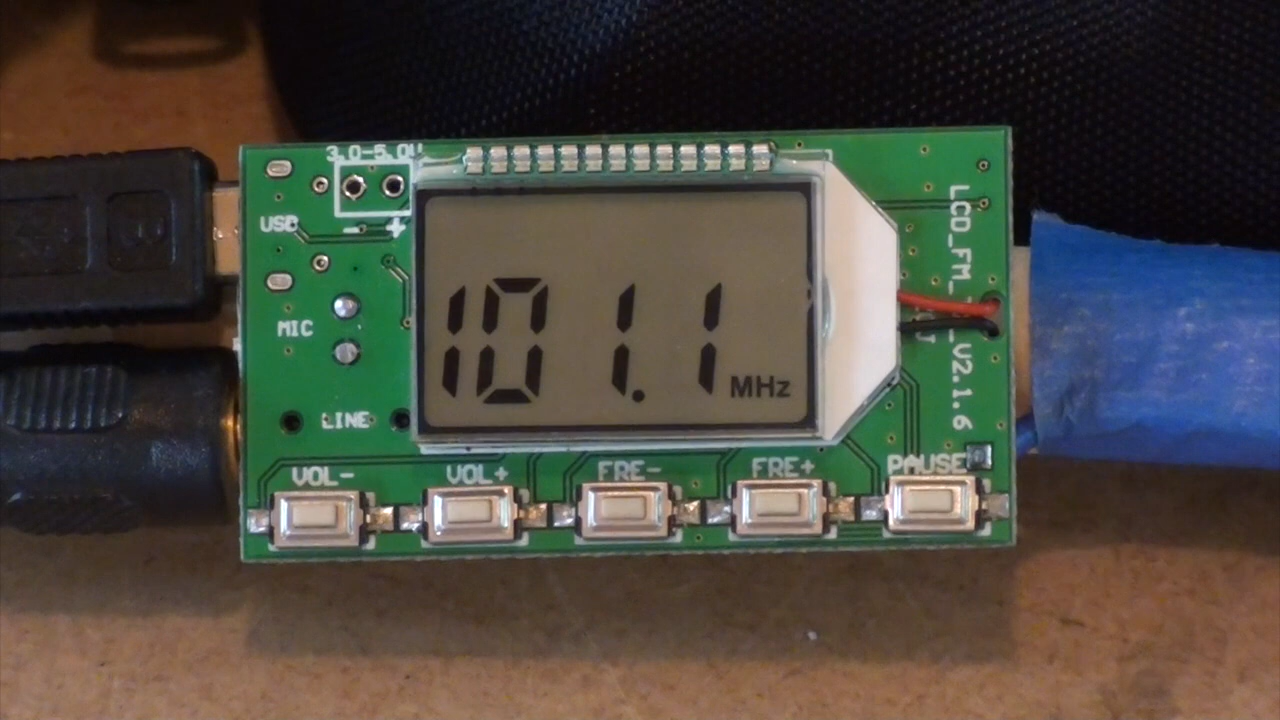 3.0-5.0V
USB
- +
MIC
LINE
101.1
MHz
LCD_FM_
V2.1.6
VOL-
VOL+
FRE-
FRE+
PAUSE